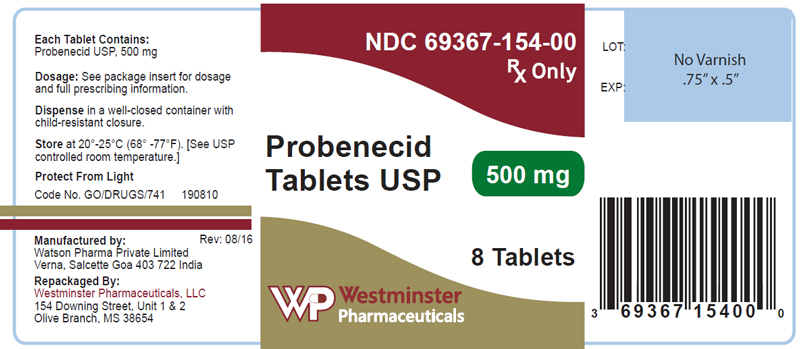 Each Tablet Contains:
Probenecid USP, 500 mg
Dosage: See package insert for dosage
and full prescribing information.
Dispense in a well-closed container with
child-resistant closure.
Store at 20°-25°C (68° -77°F). [See USP
controlled room temperature.]
Protect From Light
Code No. GO/DRUGS/741 190810
Manufactured by: Rev: 08/16
Watson Pharma Private Limited
Verna, Salcette Goa 403 722 India
Repackaged By:
Westminster Pharmaceuticals, LLC
154 Downing Street, Unit 1 & 2
Olive Branch, MS 38654
NDC 69367-154-00
Rx Only
Probenecid
Tablets USP
500 mg
8 Tablets
WP Westminster
Pharmaceuticals
LOT:
EXP:
No Varnish
.75” x .5”
3 69367 15400 0